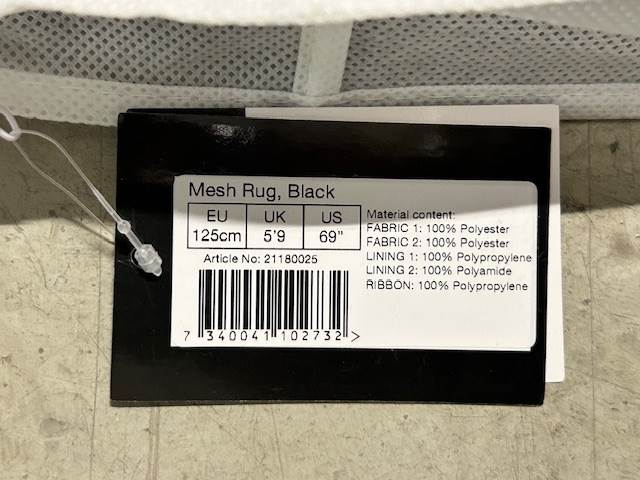 Mesh Rug, Black
EU UK US
125cm 5'9 69"
Article No: 21180025
7 340041 102732 >
Material content:
FABRIC 1: 100% Polyester
FABRIC 2: 100% Polyester
LINING 1: 100% Polypropylene
LINING 2: 100% Polyamide
RIBBON: 100% Polypropylene